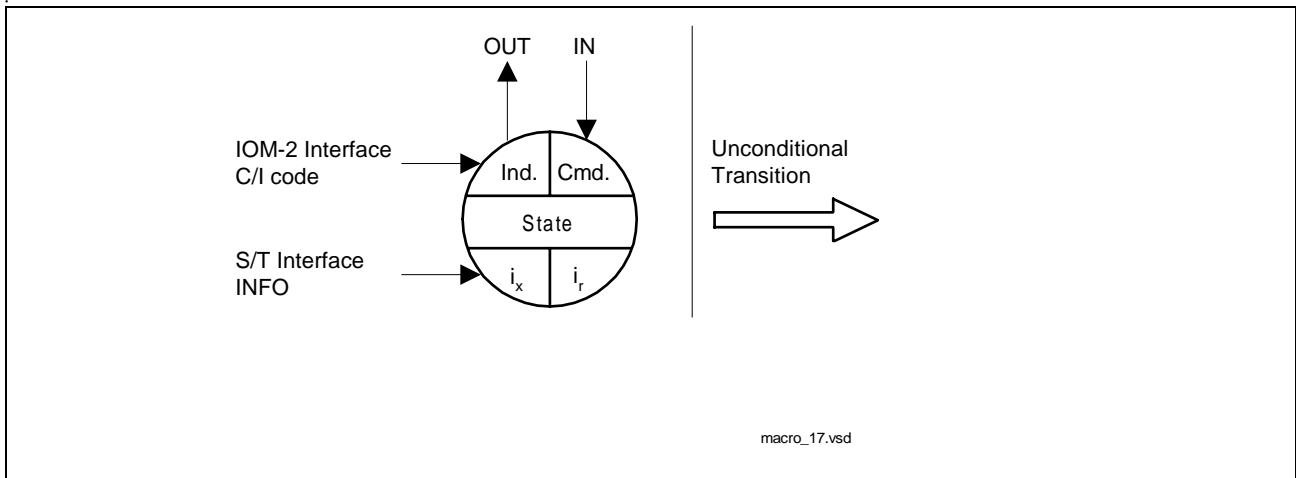 OUT IN
IOM-2 Interface
C/I code
Ind. Cmd.
State
S/T Interface
INFO
iₓ iᵣ
Unconditional
Transition
macro_17.vsd